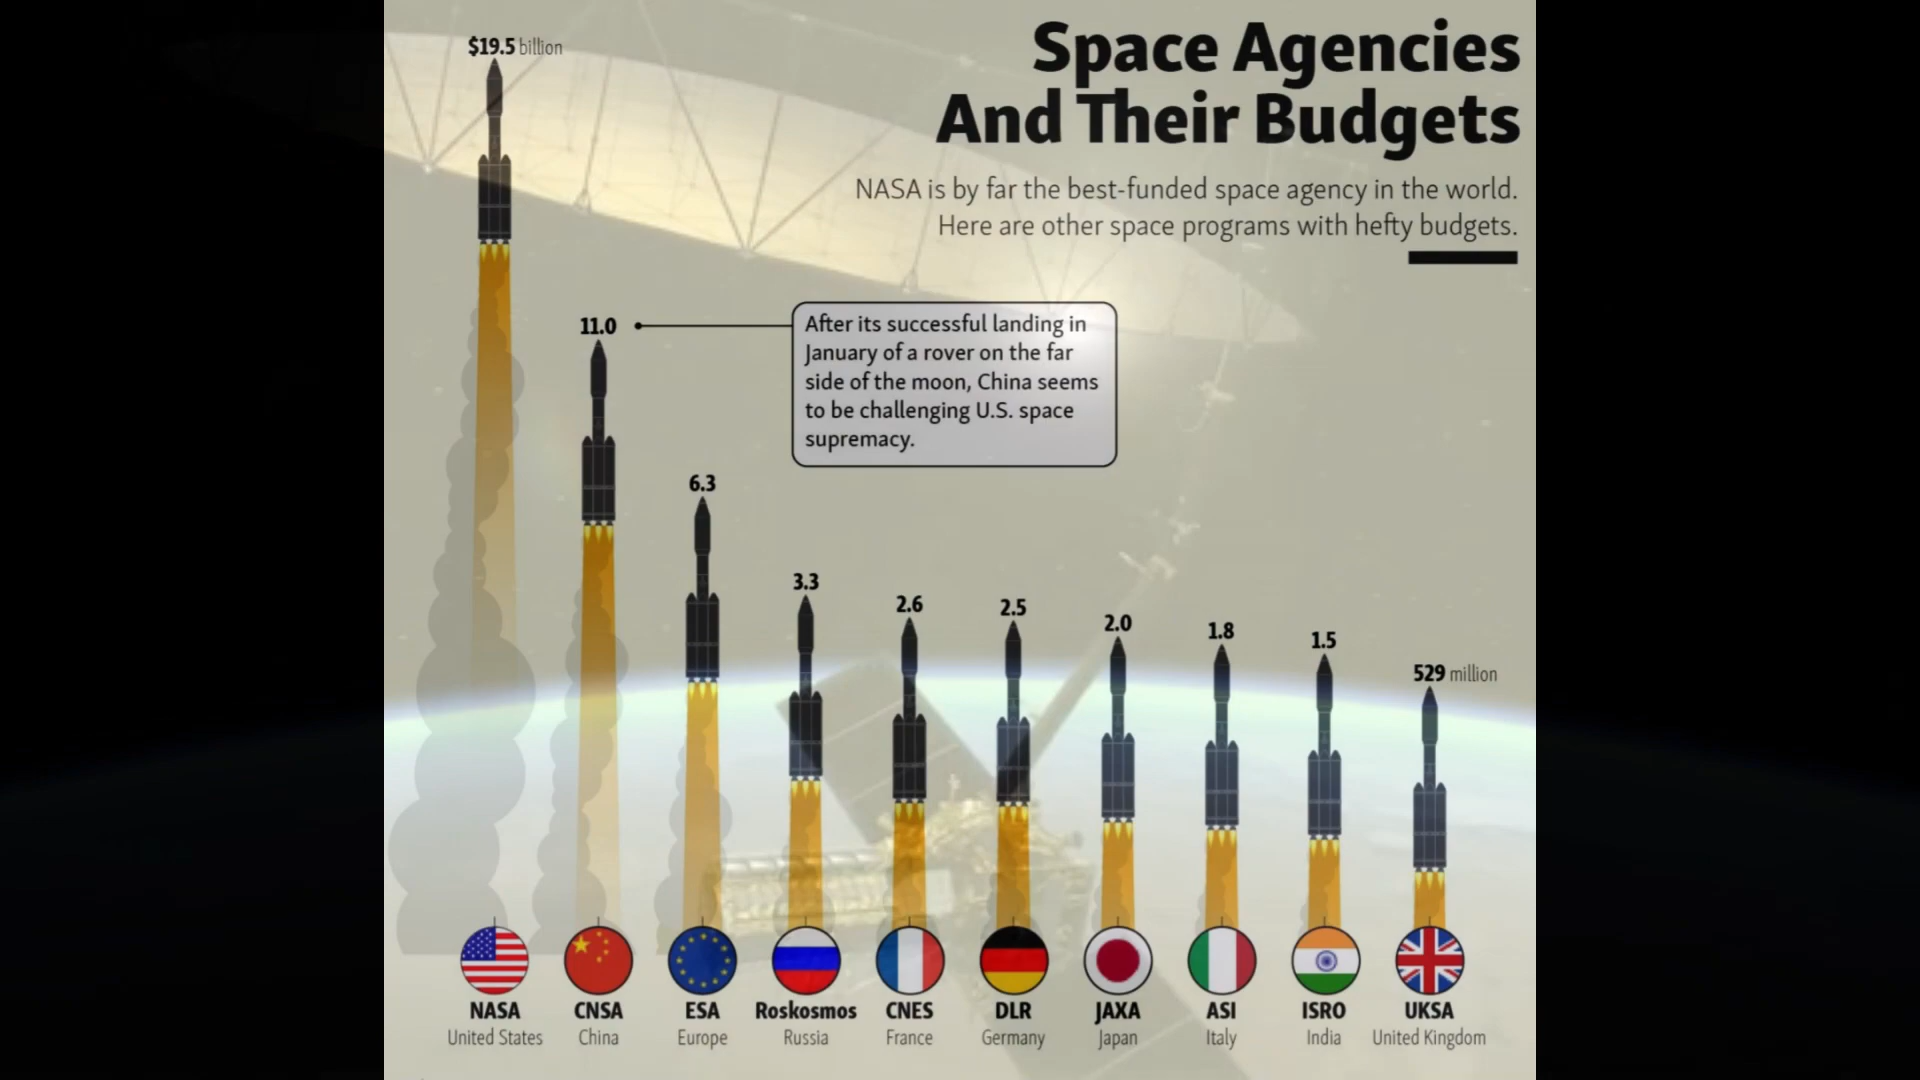 Space Agencies
And Their Budgets
NASA is by far the best-funded space agency in the world.
Here are other space programs with hefty budgets.
$19.5 billion
11.0
After its successful landing in
January of a rover on the far
side of the moon, China seems
to be challenging U.S. space
supremacy.
6.3
3.3
2.6
2.5
2.0
1.8
1.5
529 million
NASA
United States
CNSA
China
ESA
Europe
Roskosmos
Russia
CNES
France
DLR
Germany
JAXA
Japan
ASI
Italy
ISRO
India
UKSA
United Kingdom